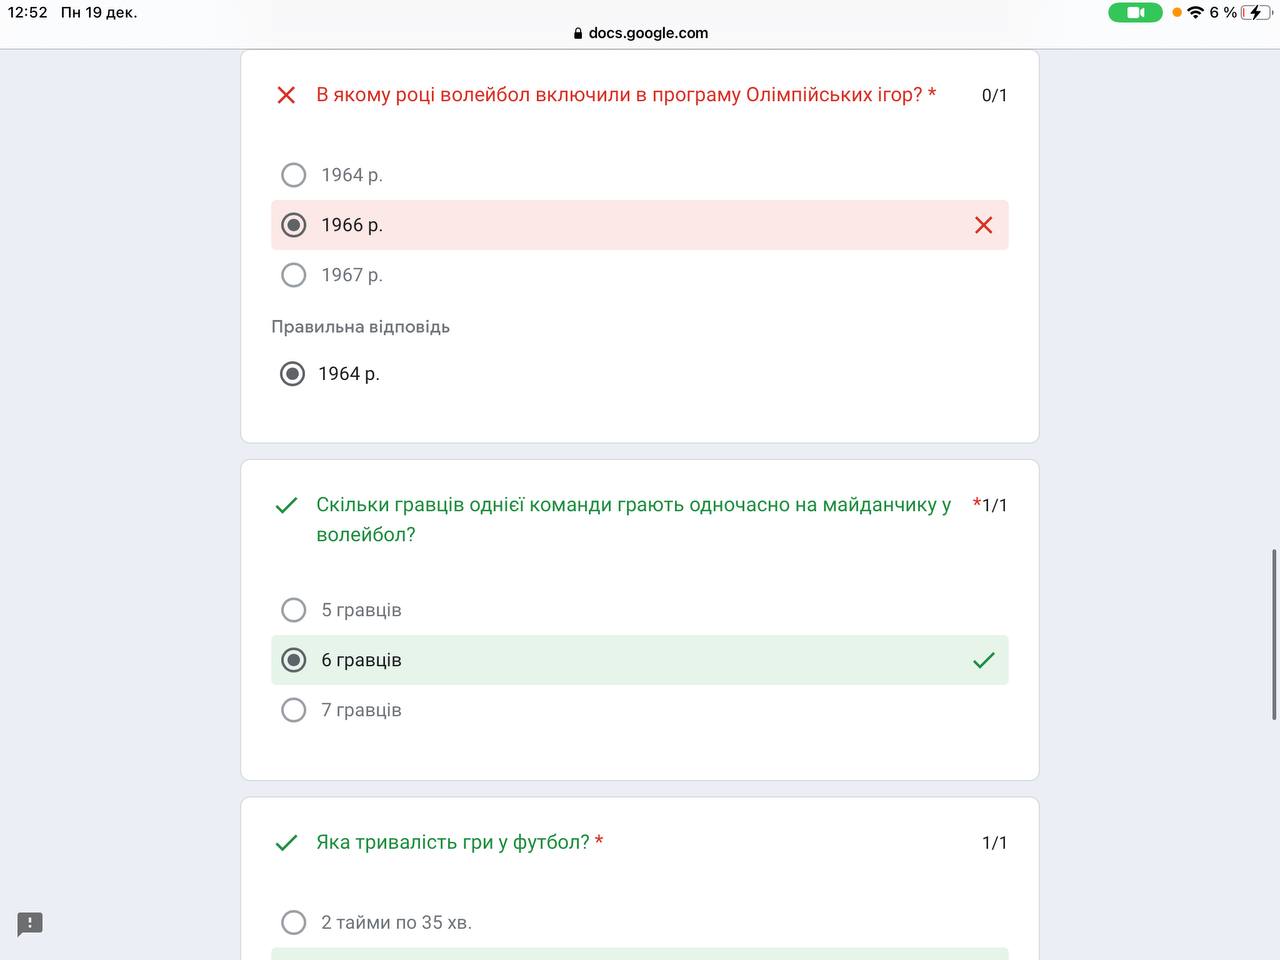 12:52 Пн 19 дек.
6 %
docs.google.com
В якому році волейбол включили в програму Олімпійських ігор? * 0/1
1964 р.
1966 р.
1967 р.
Правильна відповідь
1964 р.
Скільки гравців однієї команди грають одночасно на майданчику у *1/1
волейбол?
5 гравців
6 гравців
7 гравців
Яка тривалість гри у футбол? * 1/1
2 тайми по 35 хв.